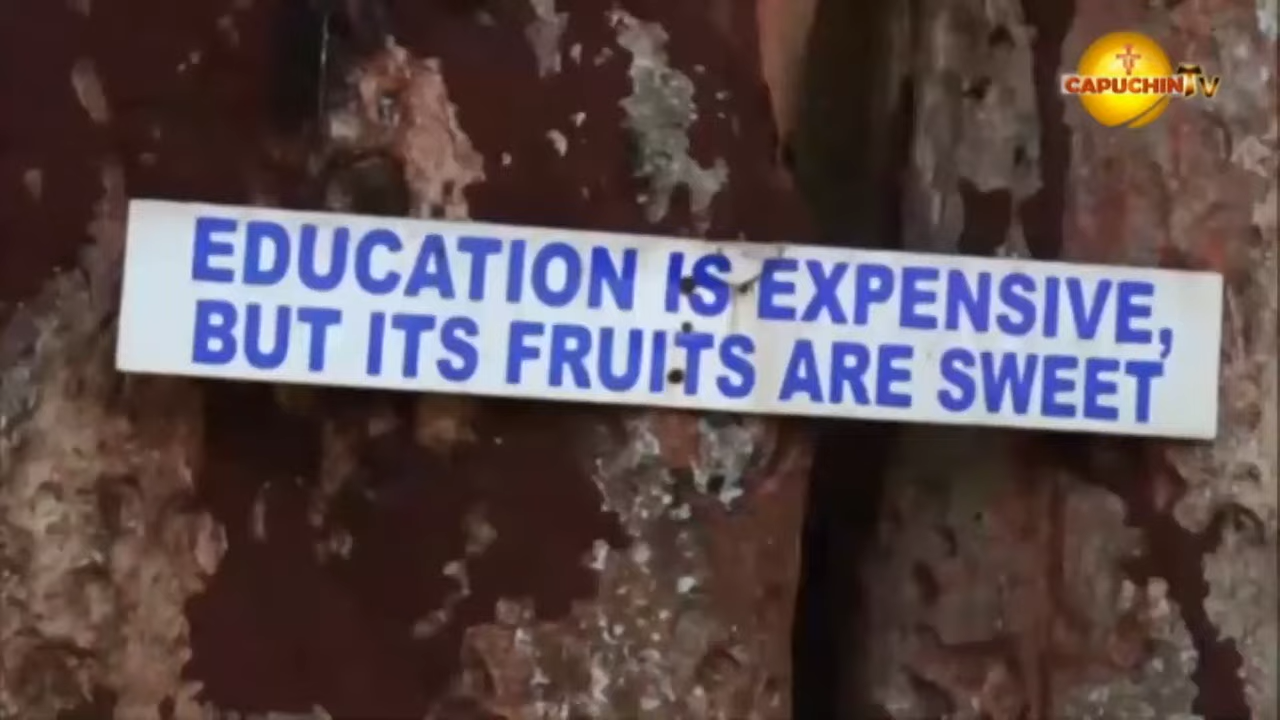 CAPUCHIN TV
EDUCATION IS EXPENSIVE,
BUT ITS FRUITS ARE SWEET